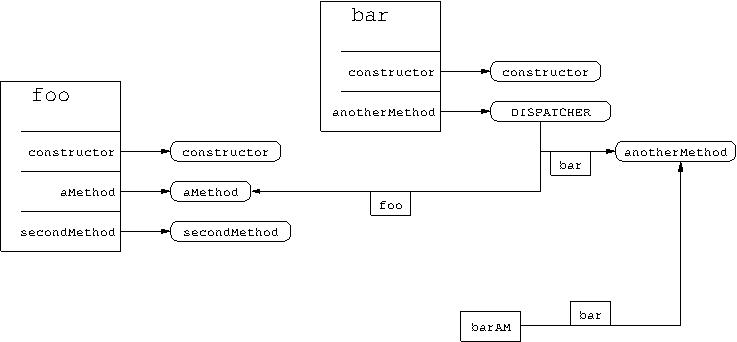 bar
constructor
constructor
anotherMethod
DISPATCHER
foo
constructor
constructor
bar
anotherMethod
aMethod
aMethod
foo
secondMethod
secondMethod
barAM
bar